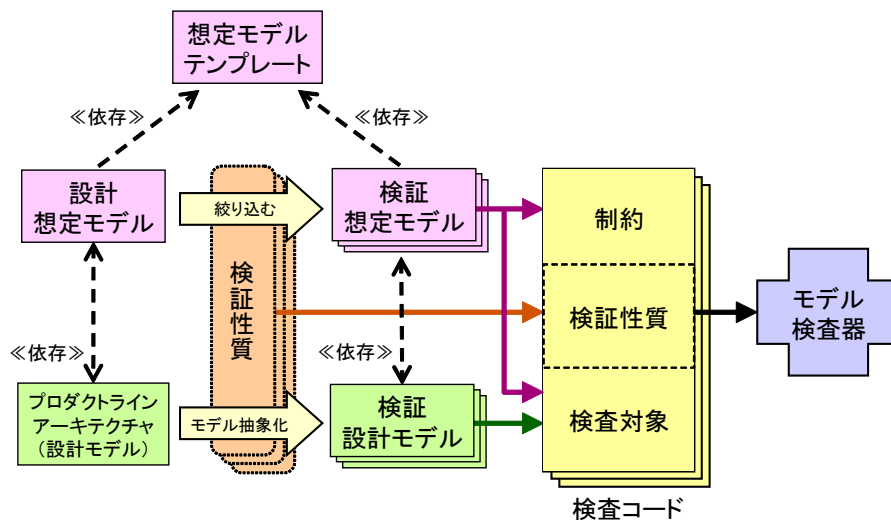 想定モデル
テンプレート
≪依存≫
≪依存≫
設計
想定モデル
絞り込む
検証
想定モデル
制約
検証性質
検証性質
モデル
検査器
≪依存≫
≪依存≫
プロダクトライン
アーキテクチャ
(設計モデル)
モデル抽象化
検証
設計モデル
検査対象
検査コード